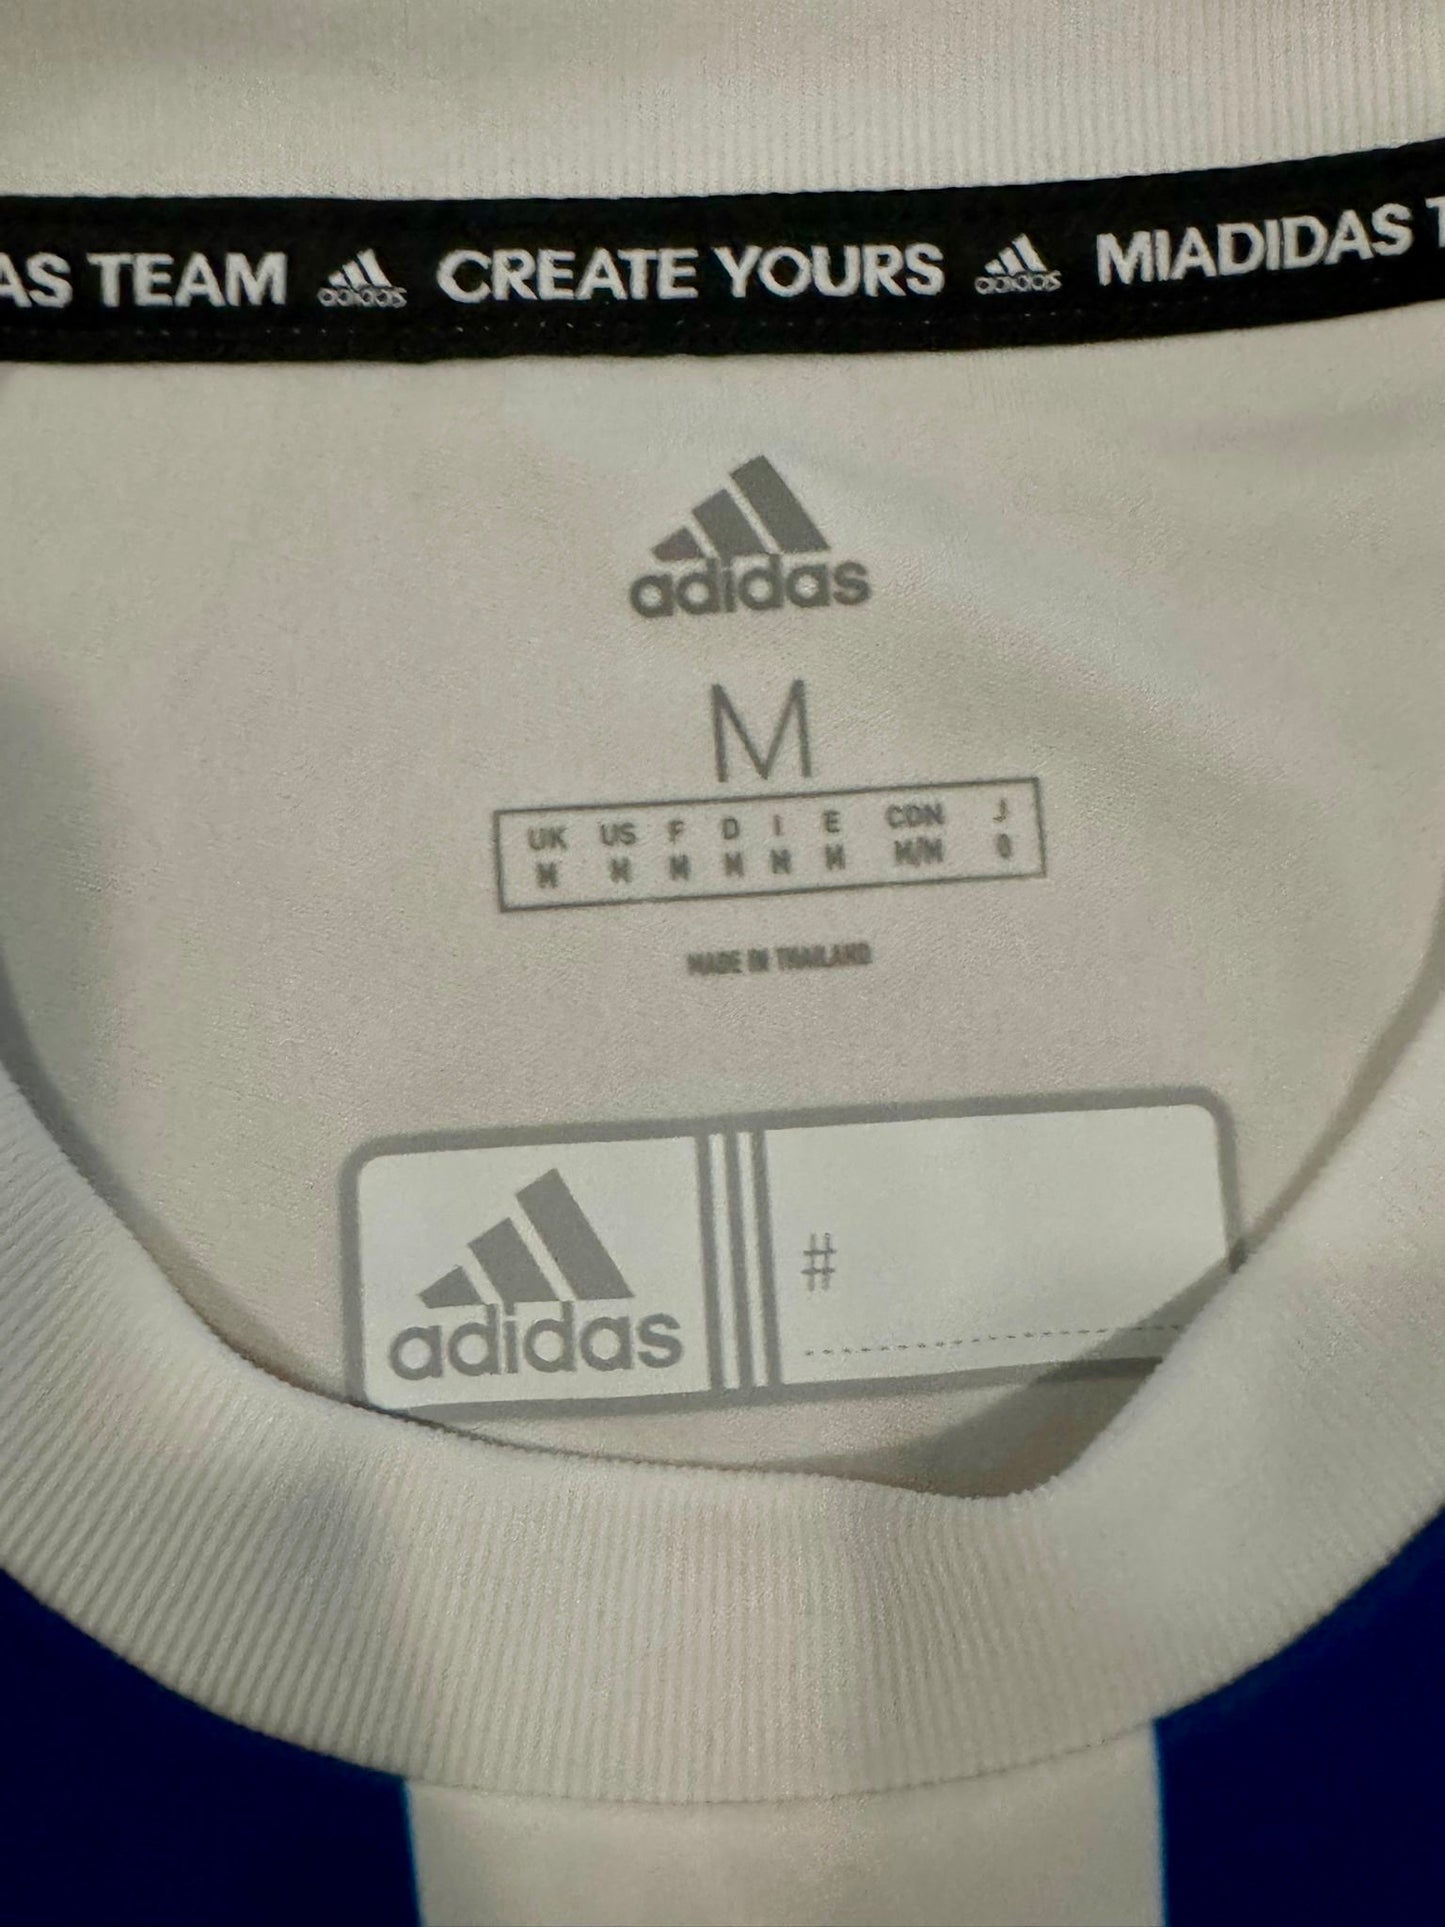 AS TEAM adidas CREATE YOURS adidas MIADIDAS T
adidas
M
UK US F D I E CDN J
M M M M M M M/M O
MADE IN THAILAND
adidas #